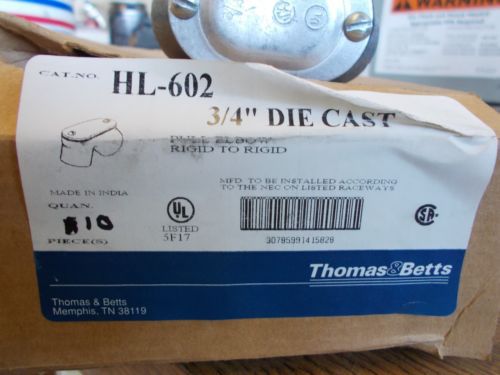 WARNING
CAT.NO. HL-602
3/4" DIE CAST
PULL ELBOW
RIGID TO RIGID
MFD. TO BE INSTALLED ACCORDING
TO THE NEC ON LISTED RACEWAYS
MADE IN INDIA
QUAN.
10
PIECE(S)
UL
LISTED
5F17
30785991415828
Thomas&Betts
Thomas & Betts
Memphis, TN 38119